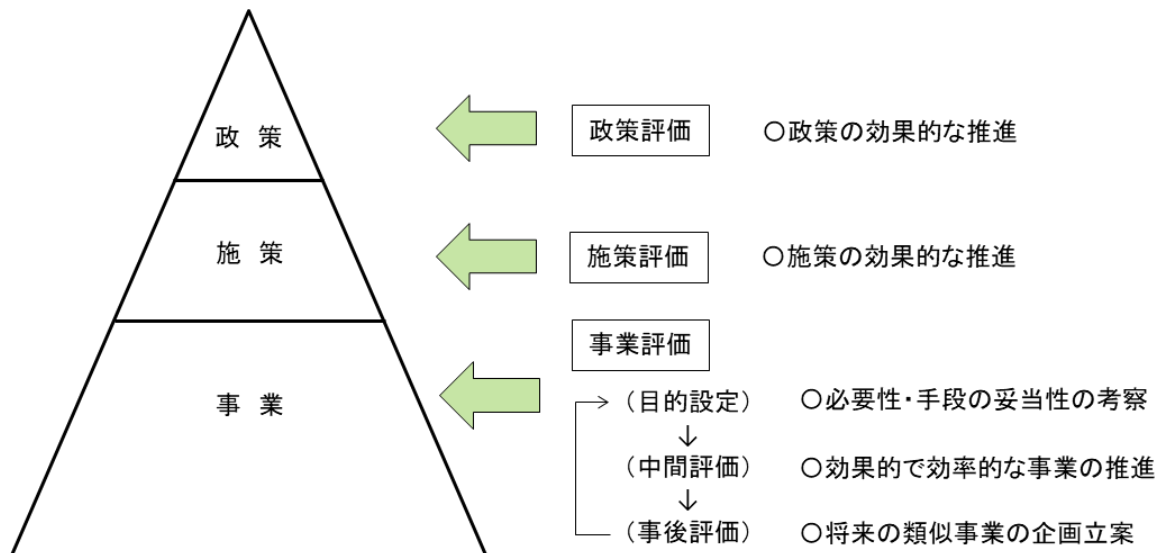 政 策
政策評価
○政策の効果的な推進
施 策
施策評価
○施策の効果的な推進
事業評価
事 業
(目的設定)
○必要性・手段の妥当性の考察
(中間評価)
○効果的で効率的な事業の推進
(事後評価)
○将来の類似事業の企画立案